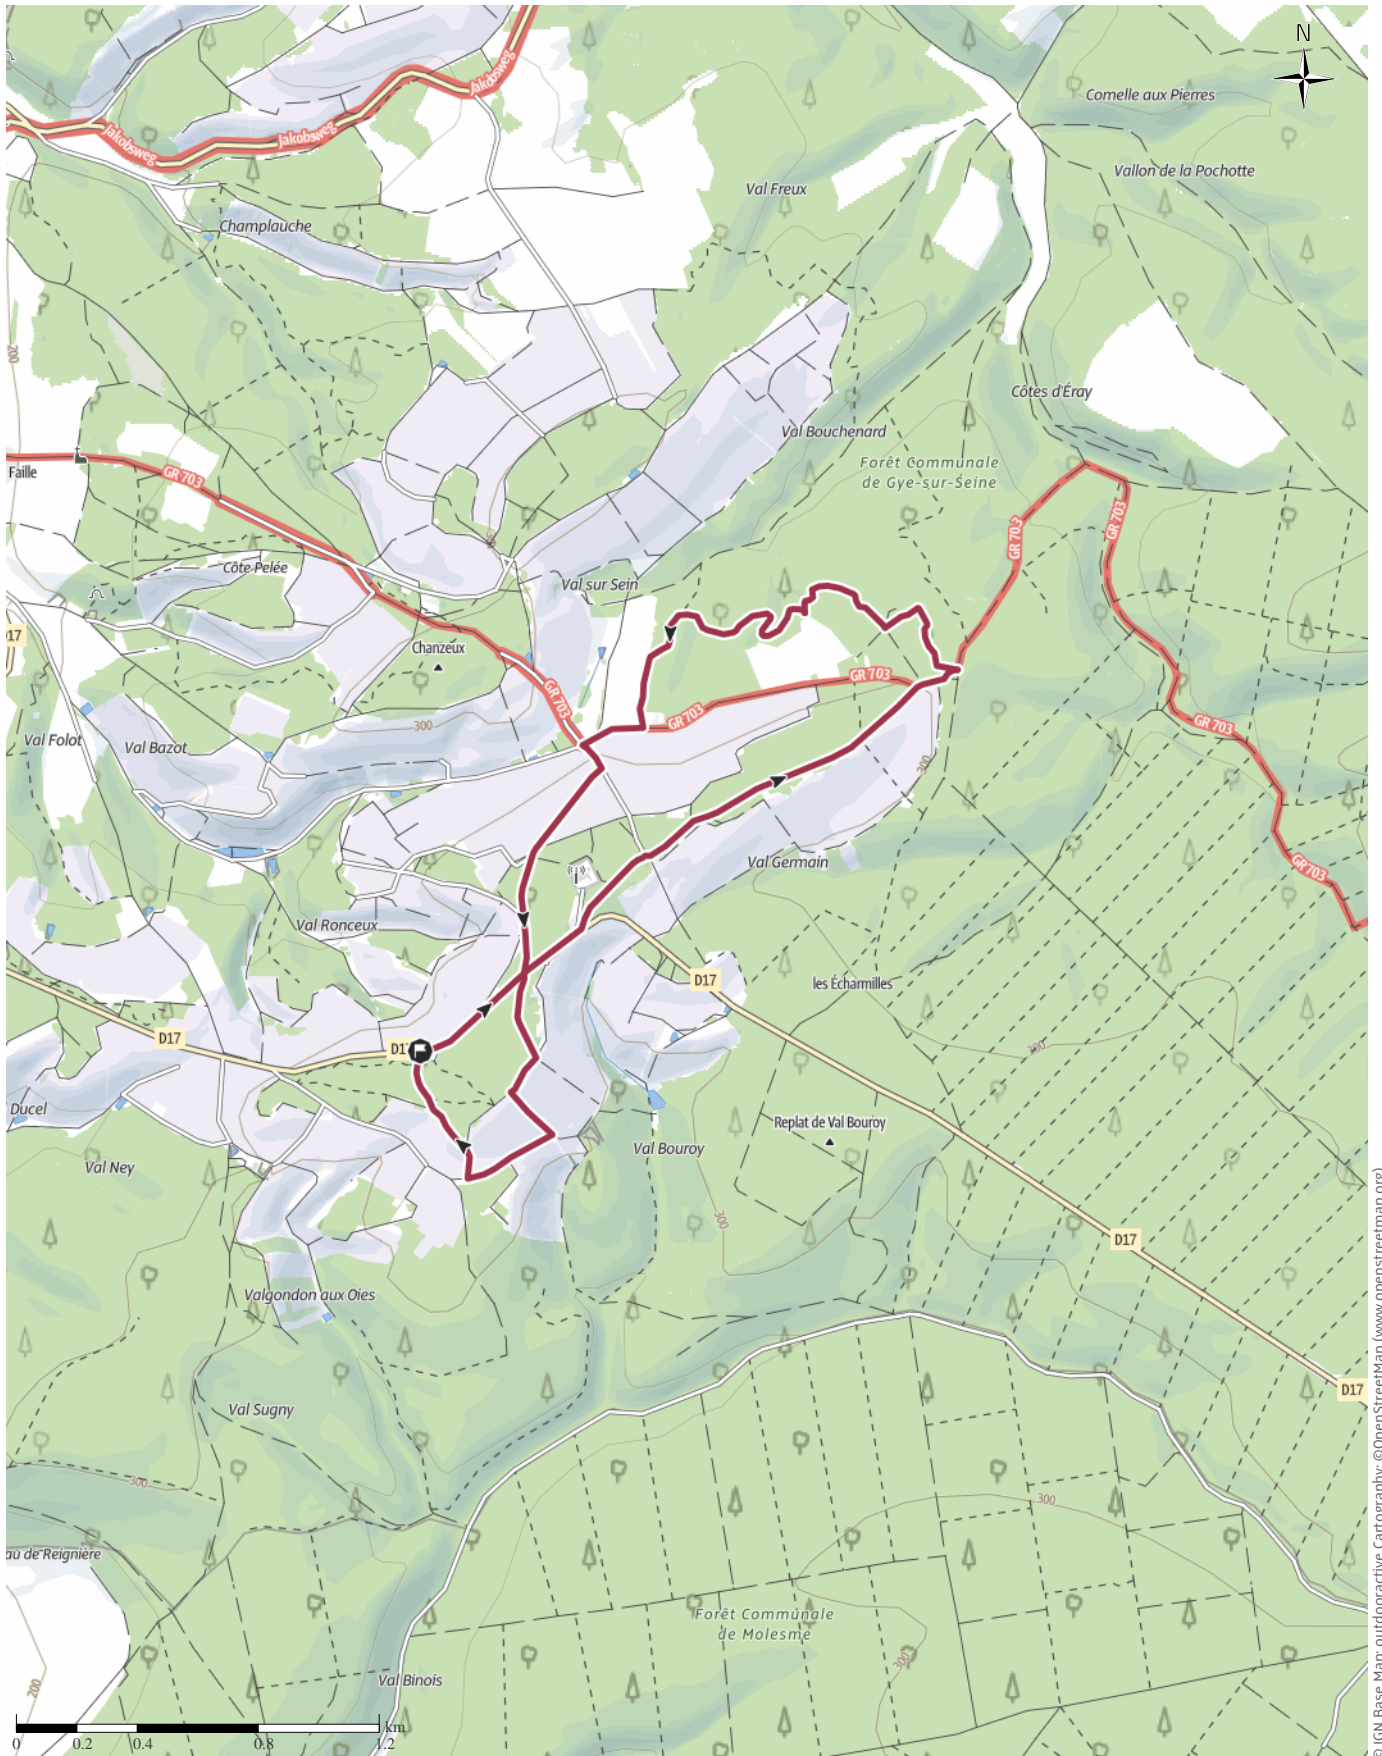 N
Jakobsweg
Comelle aux Pierres
Jakobsweg
Jakobsweg
Vallon de la Pochotte
Val Freux
Champlauche
200
Côtes d'Éray
Val Bouchenard
Forêt Communale
de Gye-sur-Seine
Faille
GR 703
GR 703
GR 703
Côte Pelée
Val sur Sein
D17
Chanzeux
GR 703
GR 703
GR 703
GR 703
300
Val Folot
Val Bazot
300
Val Germain
GR 703
Val Ronceux
D17
les Écharmilles
D17
300
Ducel
Replat de Val Bouroy
Val Bouroy
Val Ney
300
D17
Valgondon aux Oies
D17
Val Sugny
300
300
au de Reignière
Forêt Communale
de Molesme
300
Val Binois
200
km
0 0.2 0.4 0.8 1.2
© IGN Base Map: outdooractive Cartography; ©OpenStreetMap (www.openstreetmap.org)